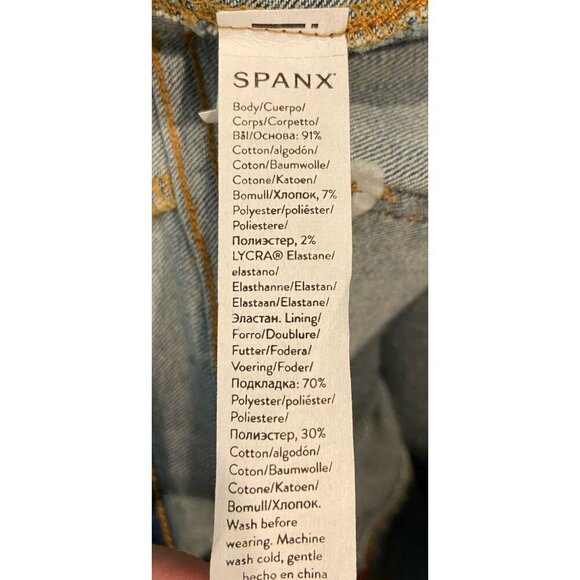 SPANX
Body/Cuerpo/
Corps/Corpetto/
Bål/Основа: 91%
Cotton/algodón/
Coton/Baumwolle/
Cotone/Katoen/
Bomull/Хлопок, 7%
Polyester/poliéster/
Poliestere/
Полиэстер, 2%
LYCRA® Elastane/
elastano/
Elasthanne/Elastan/
Elastaan/Elastane/
Эластан. Lining/
Forro/Doublure/
Futter/Fodera/
Voering/Foder/
Подкладка: 70%
Polyester/poliéster/
Poliestere/
Полиэстер, 30%
Cotton/algodón/
Coton/Baumwolle/
Cotone/Katoen/
Bomull/Хлопок.
Wash before
wearing. Machine
wash cold, gentle
hecho en china